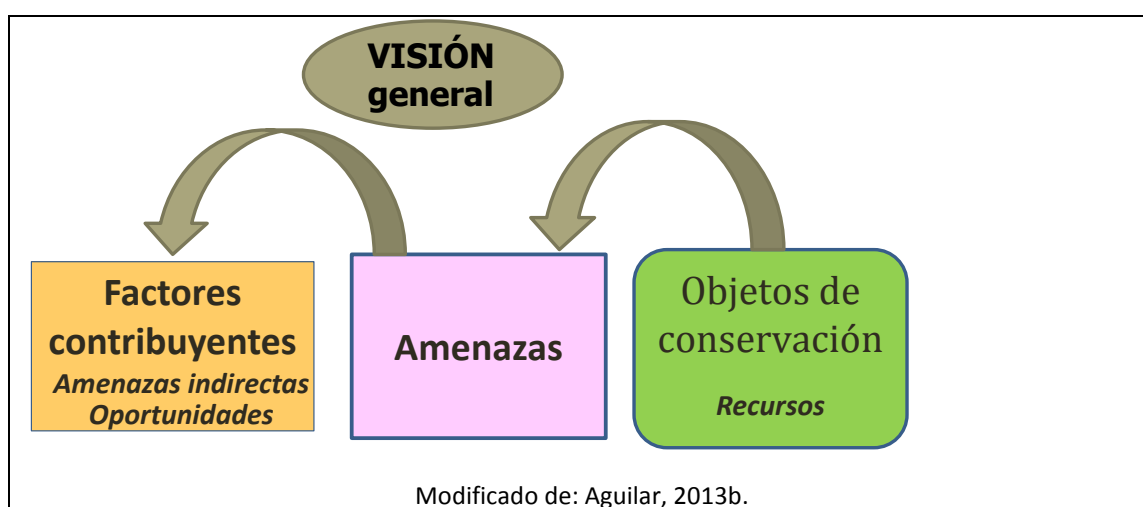 VISIÓN
general
Factores
contribuyentes
Amenazas indirectas
Oportunidades
Amenazas
Objetos de
conservación
Recursos
Modificado de: Aguilar, 2013b.